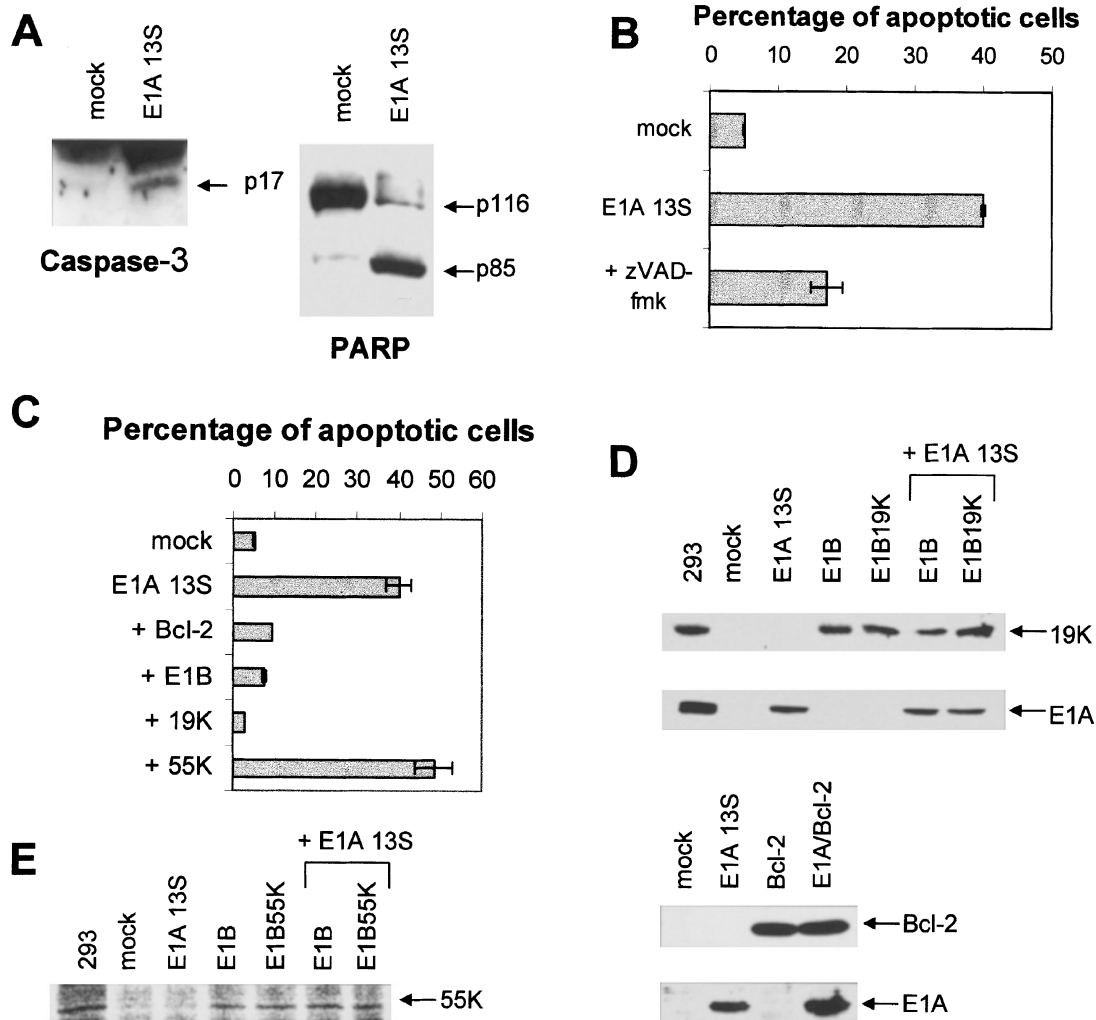 A
mock
E1A 13S
p17
Caspase-3
mock
E1A 13S
p116
p85
PARP
B
Percentage of apoptotic cells
0 10 20 30 40 50
mock
E1A 13S
+ zVAD-
fmk
C
Percentage of apoptotic cells
0 10 20 30 40 50 60
mock
E1A 13S
+ Bcl-2
+ E1B
+ 19K
+ 55K
D
+ E1A 13S
293
mock
E1A 13S
E1B
E1B19K
E1B
E1B19K
19K
E1A
mock
E1A 13S
Bcl-2
E1A/Bcl-2
Bcl-2
E1A
E
+ E1A 13S
293
mock
E1A 13S
E1B
E1B55K
E1B
E1B55K
55K